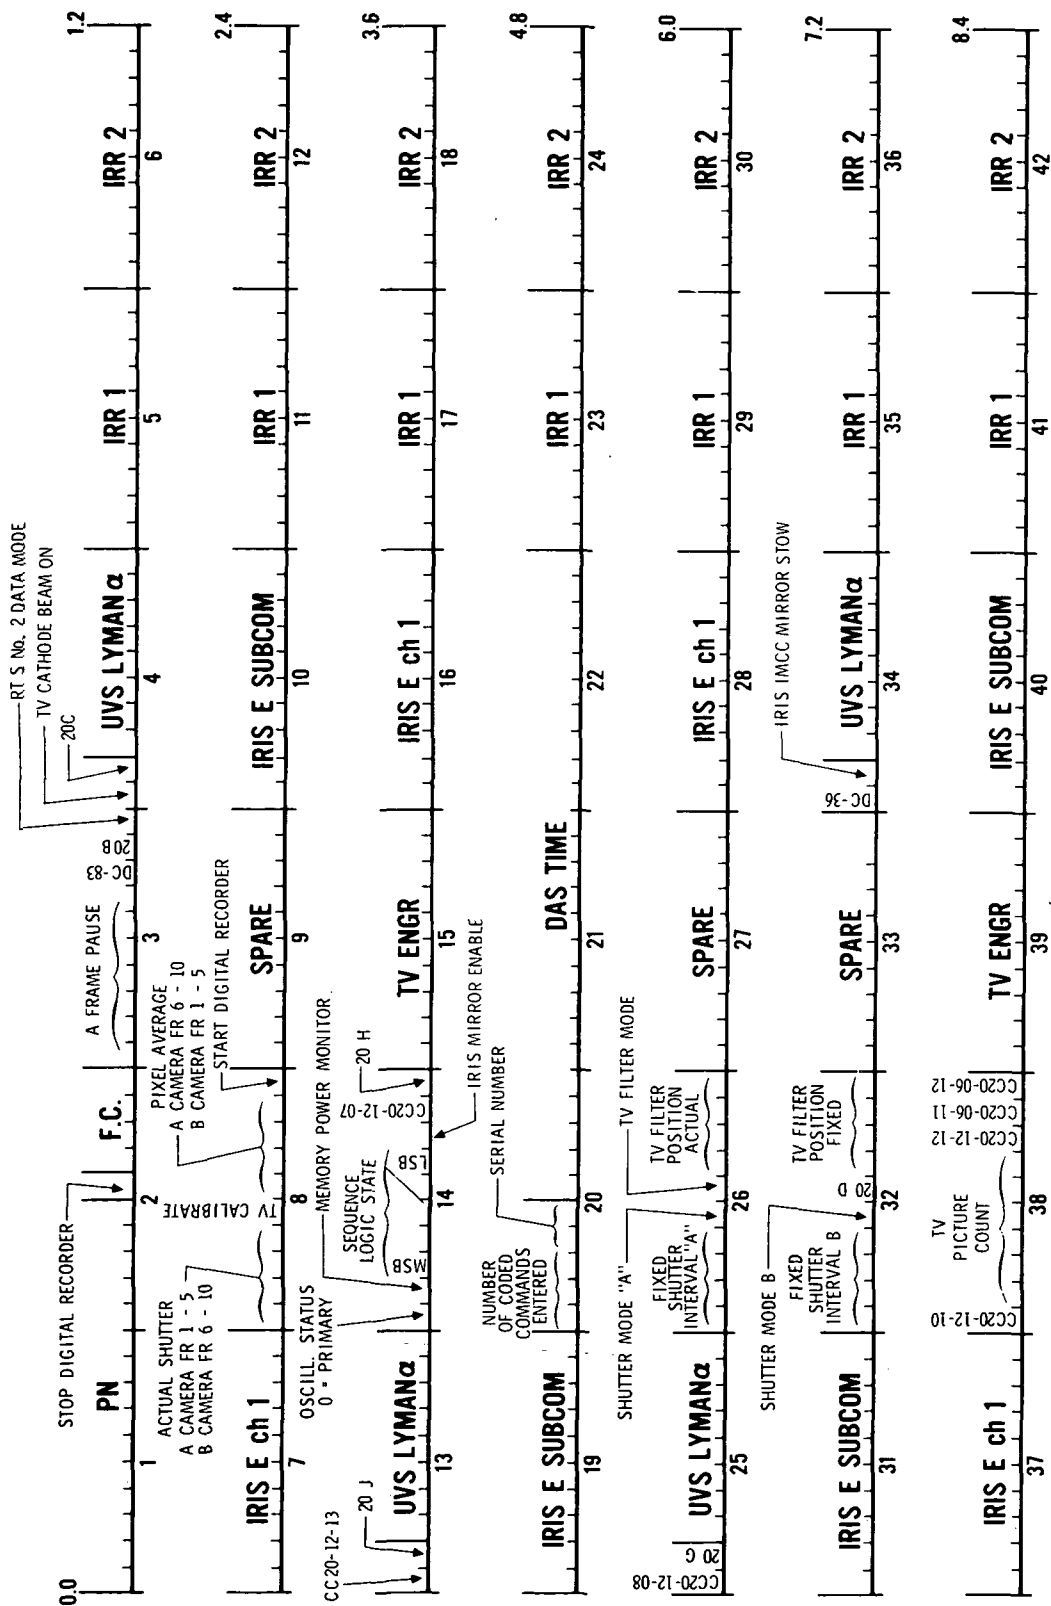 0.0
1.2
STOP DIGITAL RECORDER
RT S No. 2 DATA MODE
TV CATHODE BEAM ON
20C
PN
F.C.
A FRAME PAUSE
DC-83
20B
UVS LYMANα
IRR 1
IRR 2
1
2
3
4
5
6
2.4
ACTUAL SHUTTER
A CAMERA FR 1 - 5
B CAMERA FR 6 - 10
TV CALIBRATE
PIXEL AVERAGE
A CAMERA FR 6 - 10
B CAMERA FR 1 - 5
START DIGITAL RECORDER
IRIS E ch 1
SPARE
IRIS E SUBCOM
IRR 1
IRR 2
7
8
9
10
11
12
3.6
CC20-12-13
20 J
OSCILL. STATUS
0 = PRIMARY
MEMORY POWER MONITOR
SEQUENCE
LOGIC STATE
MSB
LSB
CC20-12-07
20 H
IRIS MIRROR ENABLE
UVS LYMANα
TV ENGR
IRIS E ch 1
IRR 1
IRR 2
13
14
15
16
17
18
4.8
NUMBER
OF CODED
COMMANDS
ENTERED
SERIAL NUMBER
IRIS E SUBCOM
DAS TIME
IRR 1
IRR 2
19
20
21
22
23
24
6.0
CC20-12-08
20 G
SHUTTER MODE "A"
TV FILTER MODE
FIXED
SHUTTER
INTERVAL "A"
TV FILTER
POSITION
ACTUAL
UVS LYMANα
SPARE
IRIS E ch 1
IRR 1
IRR 2
25
26
27
28
29
30
7.2
SHUTTER MODE B
FIXED
SHUTTER
INTERVAL B
20 D
TV FILTER
POSITION
FIXED
DC-36
IRIS IMCC MIRROR STOW
IRIS E SUBCOM
SPARE
UVS LYMANα
IRR 1
IRR 2
31
32
33
34
35
36
8.4
CC20-12-10
TV
PICTURE
COUNT
CC20-12-12
CC20-06-11
CC20-06-12
IRIS E ch 1
TV ENGR
IRIS E SUBCOM
IRR 1
IRR 2
37
38
39
40
41
42